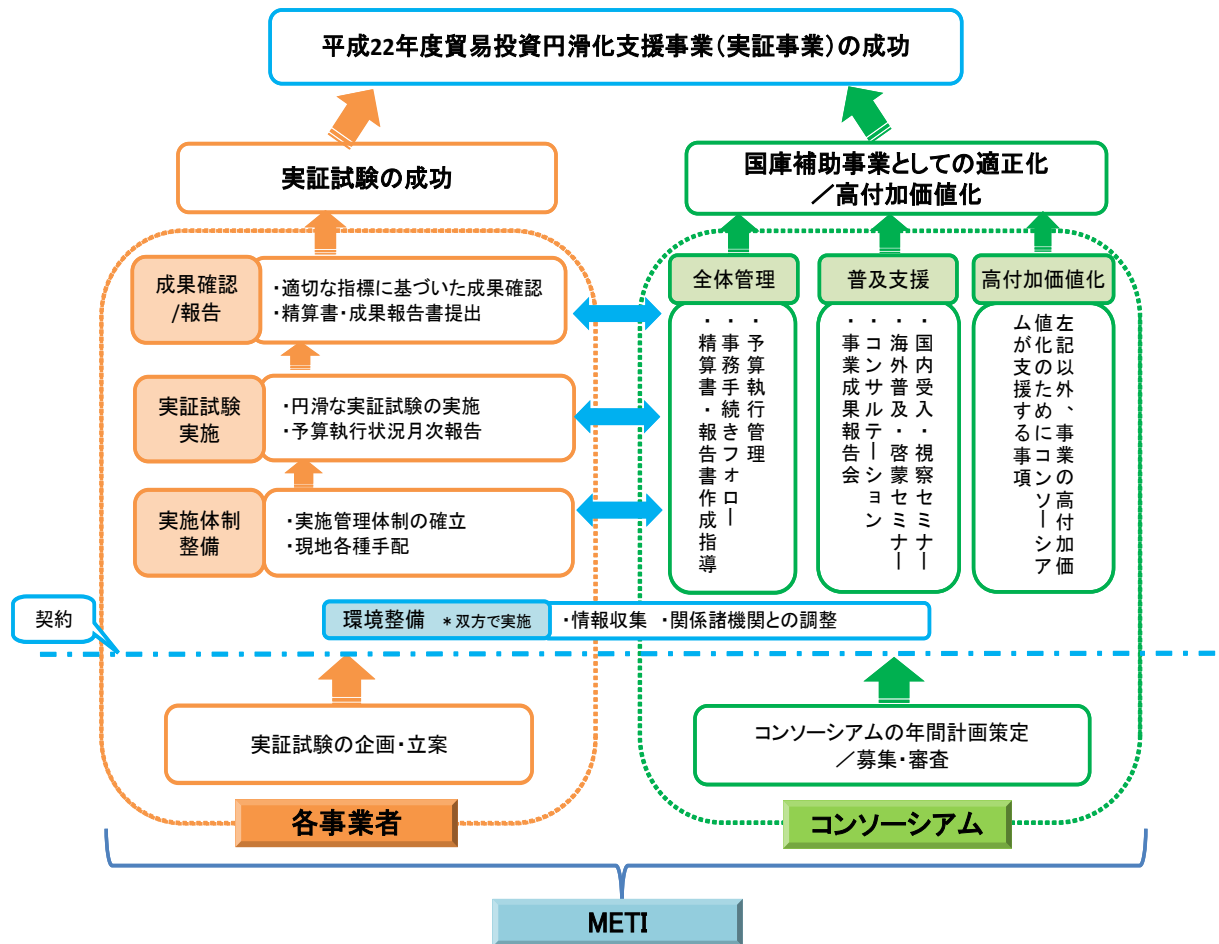 平成22年度貿易投資円滑化支援事業(実証事業)の成功
実証試験の成功
国庫補助事業としての適正化
／高付加価値化
成果確認
/報告
・適切な指標に基づいた成果確認
・精算書・成果報告書提出
実証試験
実施
・円滑な実証試験の実施
・予算執行状況月次報告
実施体制
整備
・実施管理体制の確立
・現地各種手配
全体管理
・予算執行管理
・事務手続きフォロー
・精算書・報告書作成指導
普及支援
・国内受入・視察セミナー
・海外普及・啓蒙セミナー
・コンサルテーション
・事業成果報告会
高付加価値化
左記以外、事業の高付加価
値化のためにコンソーシア
ムが支援する事項
契約
環境整備 *双方で実施
・情報収集 ・関係諸機関との調整
実証試験の企画・立案
コンソーシアムの年間計画策定
／募集・審査
各事業者
コンソーシアム
METI